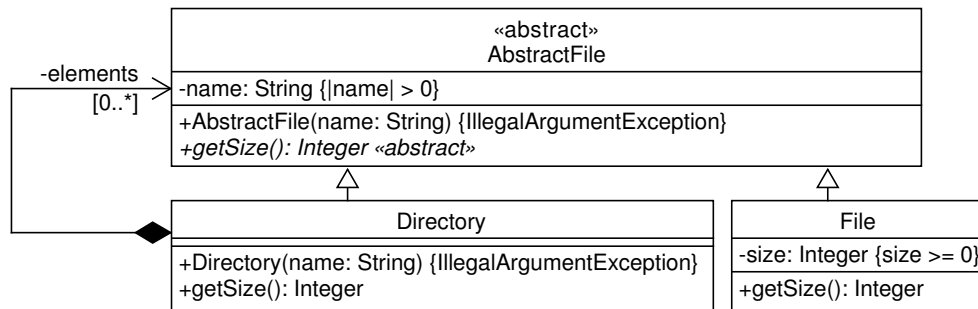 «abstract»
AbstractFile
-elements
[0..*]
-name: String {|name| > 0}
+AbstractFile(name: String) {IllegalArgumentException}
+getSize(): Integer «abstract»
Directory
+Directory(name: String) {IllegalArgumentException}
+getSize(): Integer
File
-size: Integer {size >= 0}
+getSize(): Integer